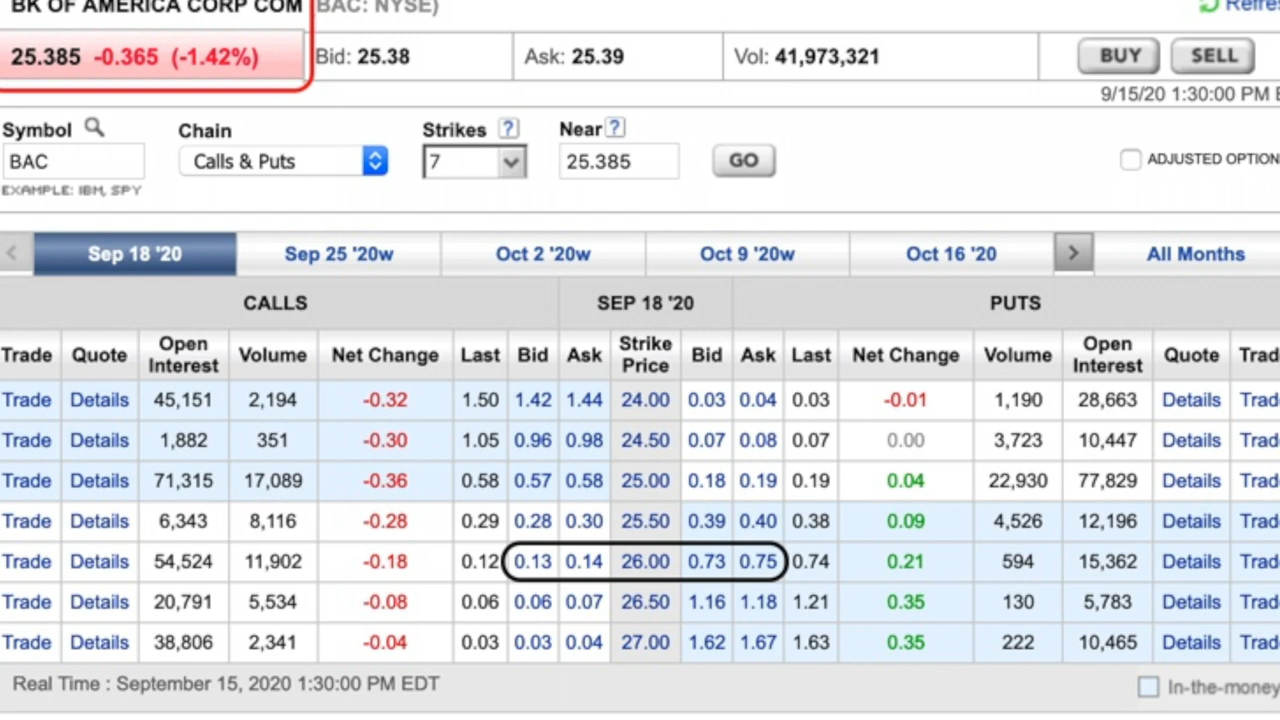 BK OF AMERICA CORP COM (BAC: NYSE) Refres
25.385 -0.365 (-1.42%) Bid: 25.38 Ask: 25.39 Vol: 41,973,321 BUY SELL
9/15/20 1:30:00 PM E
Symbol Chain Strikes ? Near ?
BAC Calls & Puts 7 25.385 GO ADJUSTED OPTION
EXAMPLE: IBM, SPY
< Sep 18 '20 Sep 25 '20w Oct 2 '20w Oct 9 '20w Oct 16 '20 > All Months
CALLS SEP 18 '20 PUTS
Trade Quote Open Interest Volume Net Change Last Bid Ask Strike Price Bid Ask Last Net Change Volume Open Interest Quote Trad
Trade Details 45,151 2,194 -0.32 1.50 1.42 1.44 24.00 0.03 0.04 0.03 -0.01 1,190 28,663 Details Trad
Trade Details 1,882 351 -0.30 1.05 0.96 0.98 24.50 0.07 0.08 0.07 0.00 3,723 10,447 Details Trad
Trade Details 71,315 17,089 -0.36 0.58 0.57 0.58 25.00 0.18 0.19 0.19 0.04 22,930 77,829 Details Trad
Trade Details 6,343 8,116 -0.28 0.29 0.28 0.30 25.50 0.39 0.40 0.38 0.09 4,526 12,196 Details Trad
Trade Details 54,524 11,902 -0.18 0.12 0.13 0.14 26.00 0.73 0.75 0.74 0.21 594 15,362 Details Trad
Trade Details 20,791 5,534 -0.08 0.06 0.06 0.07 26.50 1.16 1.18 1.21 0.35 130 5,783 Details Trad
Trade Details 38,806 2,341 -0.04 0.03 0.03 0.04 27.00 1.62 1.67 1.63 0.35 222 10,465 Details Trad
Real Time : September 15, 2020 1:30:00 PM EDT In-the-money